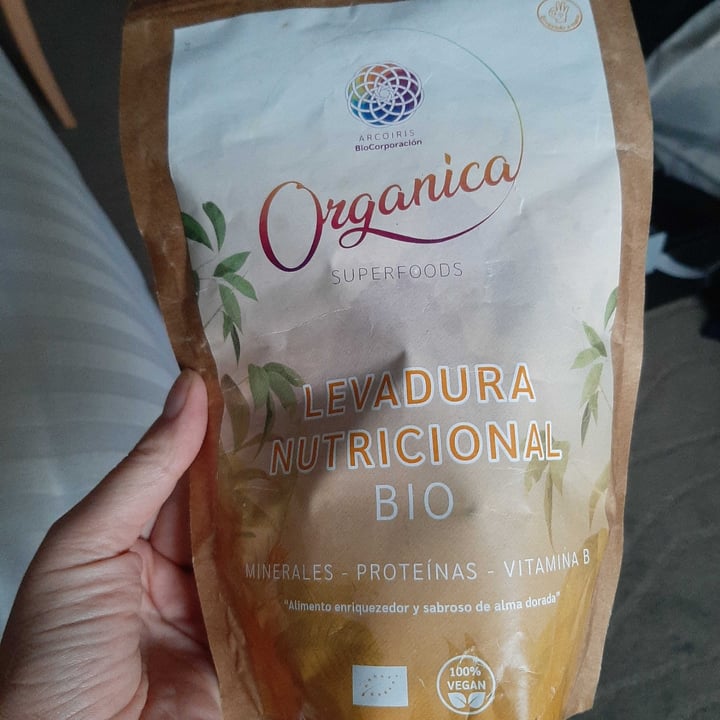 ARCOIRIS
BioCorporación
Organica
SUPERFOODS
LEVADURA
NUTRICIONAL
BIO
MINERALES - PROTEÍNAS - VITAMINA B
"Alimento enriquezedor y sabroso de alma dorada"
100%
VEGAN